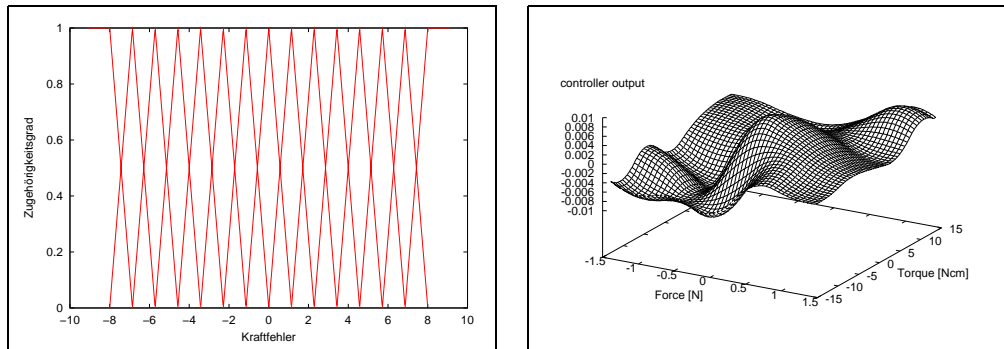 1
0.8
0.6
0.4
0.2
0
Zugehörigkeitsgrad
−10 −8 −6 −4 −2 0 2 4 6 8 10
Kraftfehler
controller output
0.01
0.008
0.006
0.004
0.002
0
-0.002
-0.004
-0.006
-0.008
-0.01
-1.5 -1 -0.5 0 0.5 1 1.5
Force [N]
-15 -10 -5 0 5 10 15
Torque [Ncm]